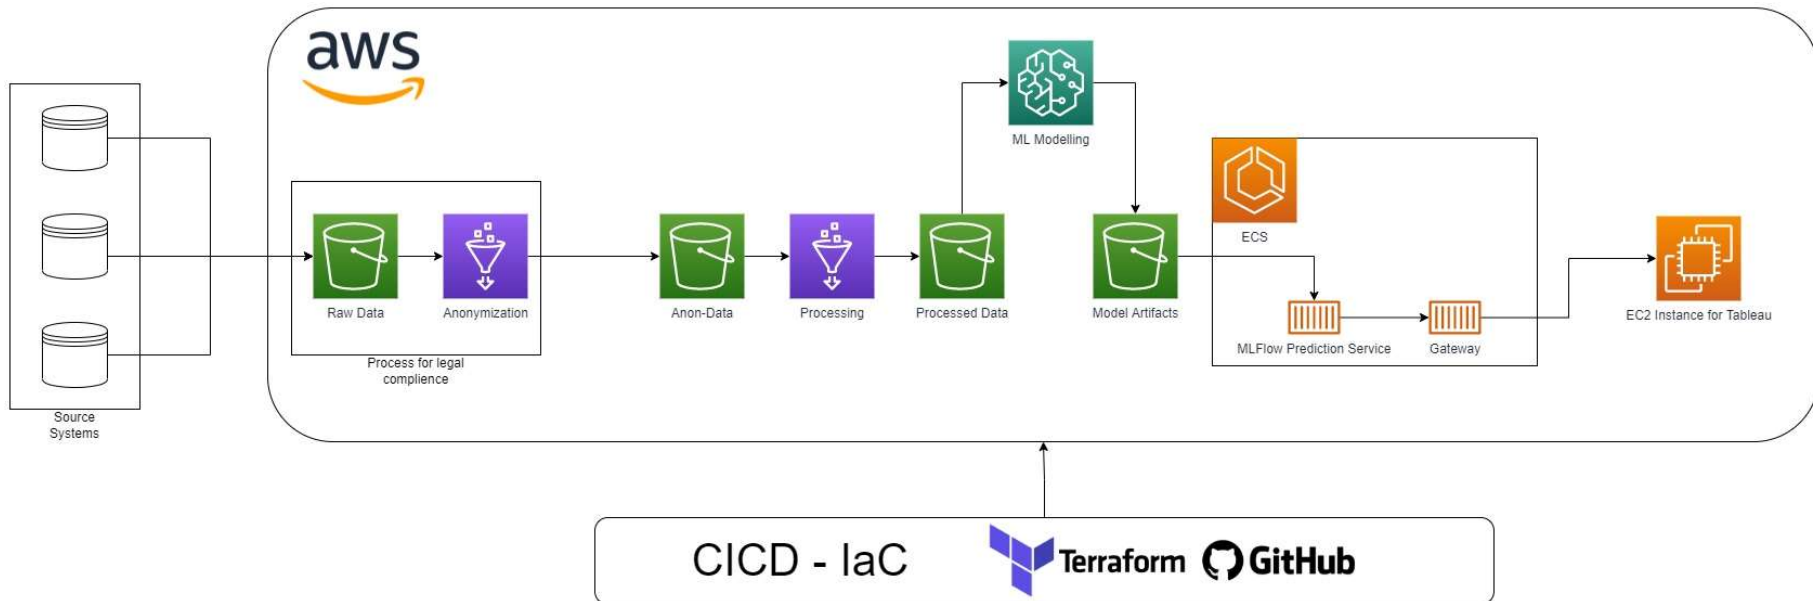 aws
ML Modelling
ECS
Raw Data
Anonymization
Anon-Data
Processing
Processed Data
Model Artifacts
EC2 Instance for Tableau
MLFlow Prediction Service
Gateway
Process for legal
complience
Source
Systems
CICD - IaC
Terraform
GitHub